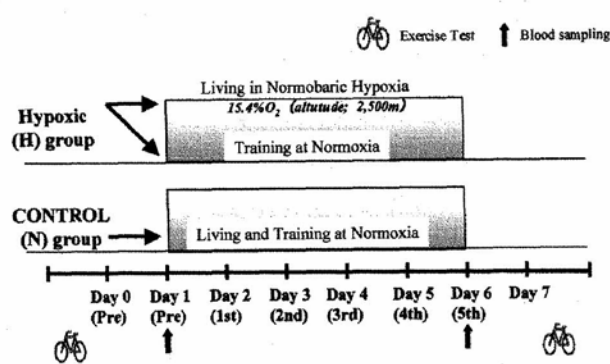 Exercise Test
Blood sampling
Living in Normobaric Hypoxia
15.4%O₂ (altutude; 2,500m)
Hypoxic
(H) group
Training at Normoxia
CONTROL
(N) group
Living and Training at Normoxia
Day 0 Day 1 Day 2 Day 3 Day 4 Day 5 Day 6 Day 7
(Pre) (Pre) (1st) (2nd) (3rd) (4th) (5th)